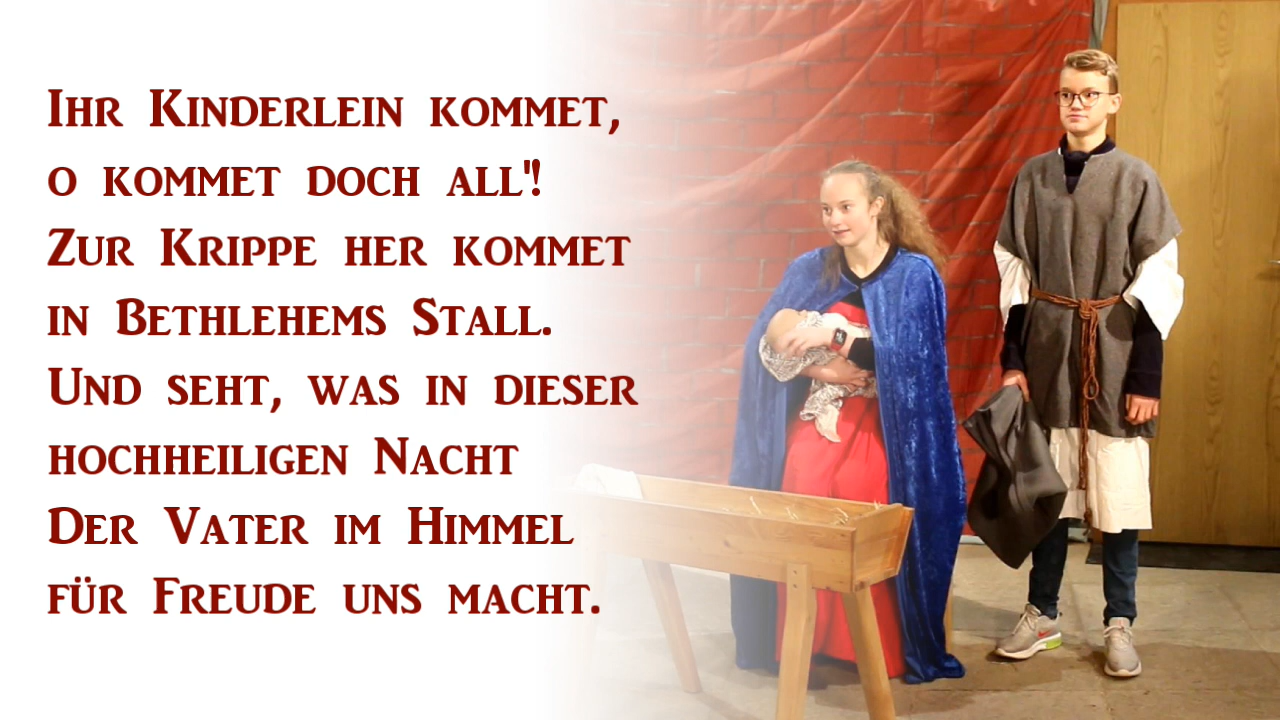 Ihr Kinderlein kommet,
o kommet doch all'!
Zur Krippe her kommet
in Bethlehems Stall.
Und seht, was in dieser
hochheiligen Nacht
Der Vater im Himmel
für Freude uns macht.